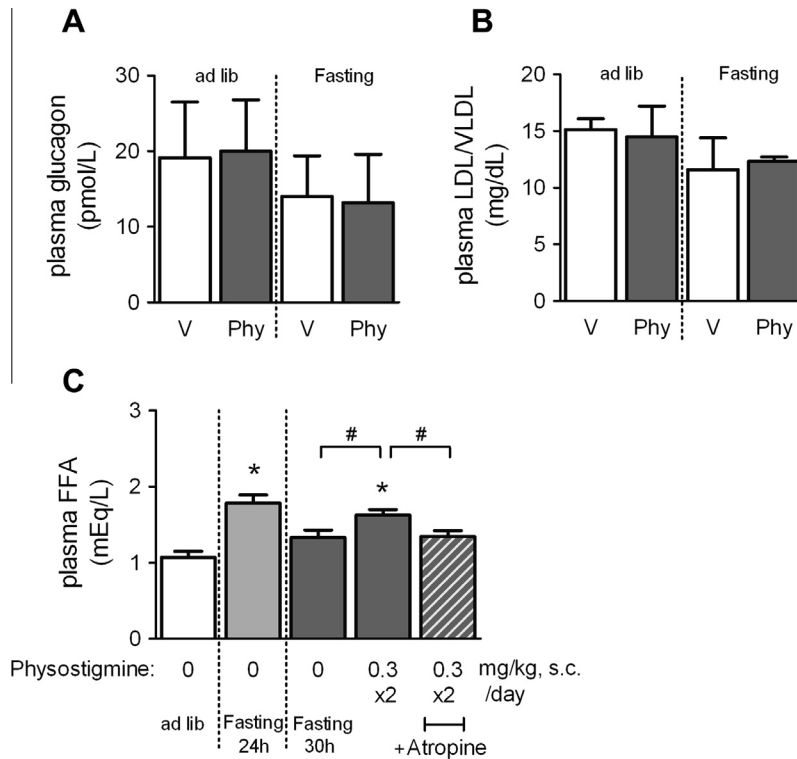 A
plasma glucagon
(pmol/L)
30
20
10
0
ad lib
Fasting
V
Phy
V
Phy
B
plasma LDL/VLDL
(mg/dL)
20
15
10
5
0
ad lib
Fasting
V
Phy
V
Phy
C
plasma FFA
(mEq/L)
3
2
1
0
*
#
#
*
Physostigmine: 0 0 0 0.3 0.3 mg/kg, s.c.
x2 x2 /day
ad lib Fasting Fasting
24h 30h +Atropine